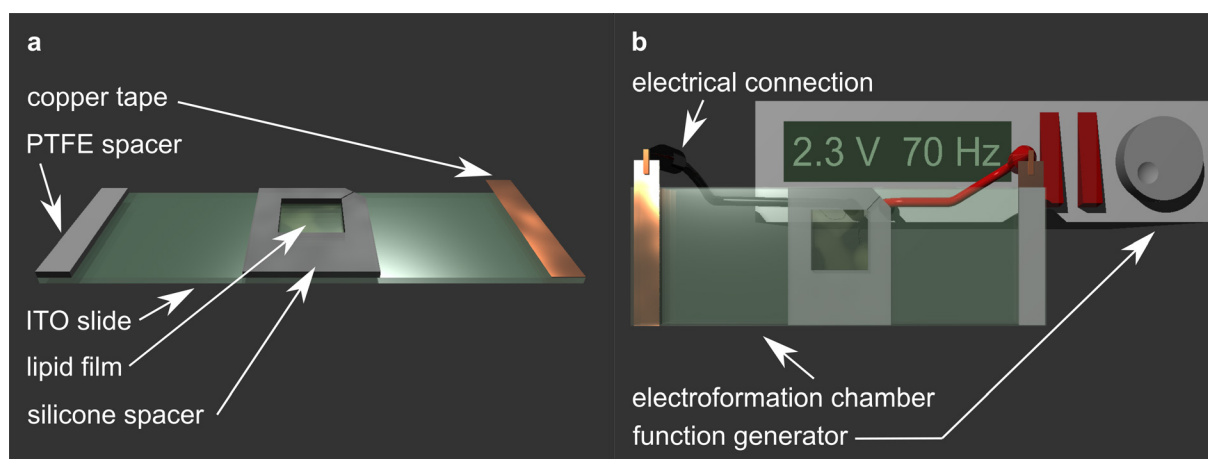 a
copper tape
PTFE spacer
ITO slide
lipid film
silicone spacer
b
electrical connection
2.3 V 70 Hz
electroformation chamber
function generator